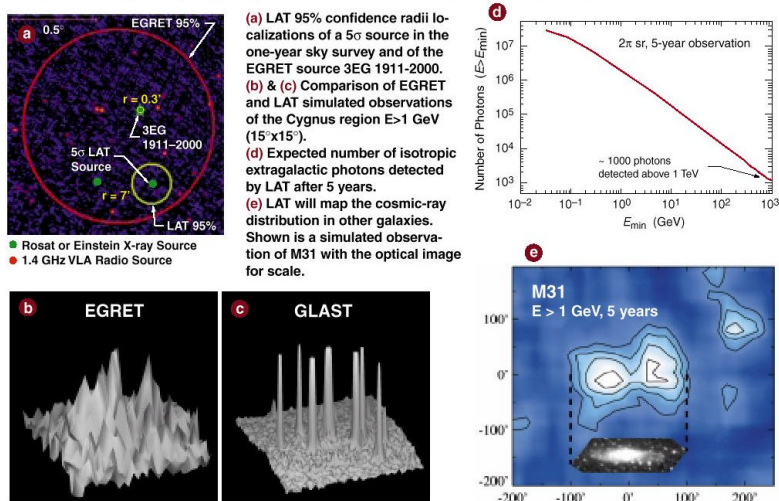 a
0.5°
EGRET 95%
r = 0.3'
3EG
1911–2000
5σ LAT
Source
r = 7'
LAT 95%
Rosat or Einstein X-ray Source
1.4 GHz VLA Radio Source
(a) LAT 95% confidence radii lo-
calizations of a 5σ source in the
one-year sky survey and of the
EGRET source 3EG 1911-2000.
(b) & (c) Comparison of EGRET
and LAT simulated observations
of the Cygnus region E>1 GeV
(15°x15°).
(d) Expected number of isotropic
extragalactic photons detected
by LAT after 5 years.
(e) LAT will map the cosmic-ray
distribution in other galaxies.
Shown is a simulated observa-
tion of M31 with the optical image
for scale.
d
Number of Photons (E>Emin)
10⁷
10⁶
10⁵
10⁴
10³
2π sr, 5-year observation
~ 1000 photons
detected above 1 TeV
10⁻² 10⁻¹ 10⁰ 10¹ 10² 10³
Emin (GeV)
b
EGRET
c
GLAST
e
M31
E > 1 GeV, 5 years
100'
0'
-100'
-200'
-200' -100' 0' 100' 200'